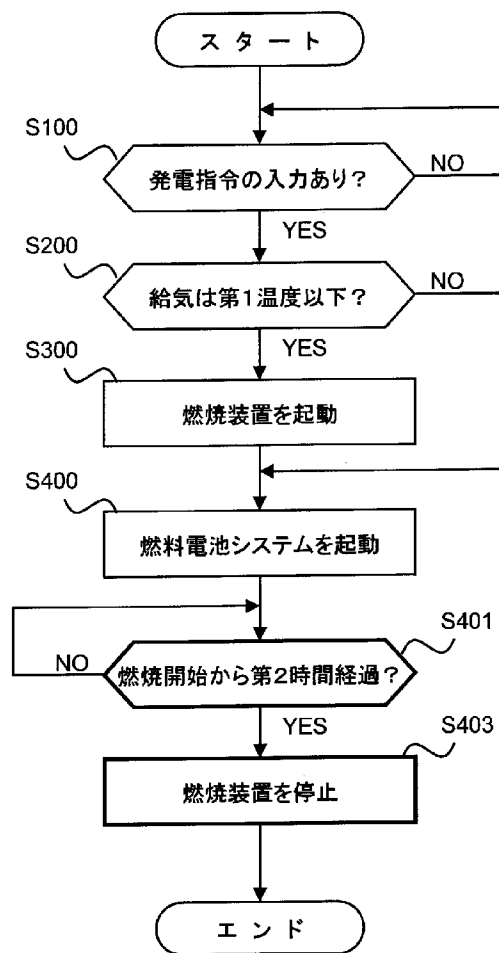 スタート
S100
発電指令の入力あり?
NO
YES
S200
給気は第1温度以下?
NO
YES
S300
燃焼装置を起動
S400
燃料電池システムを起動
S401
燃焼開始から第2時間経過?
NO
YES
S403
燃焼装置を停止
エンド